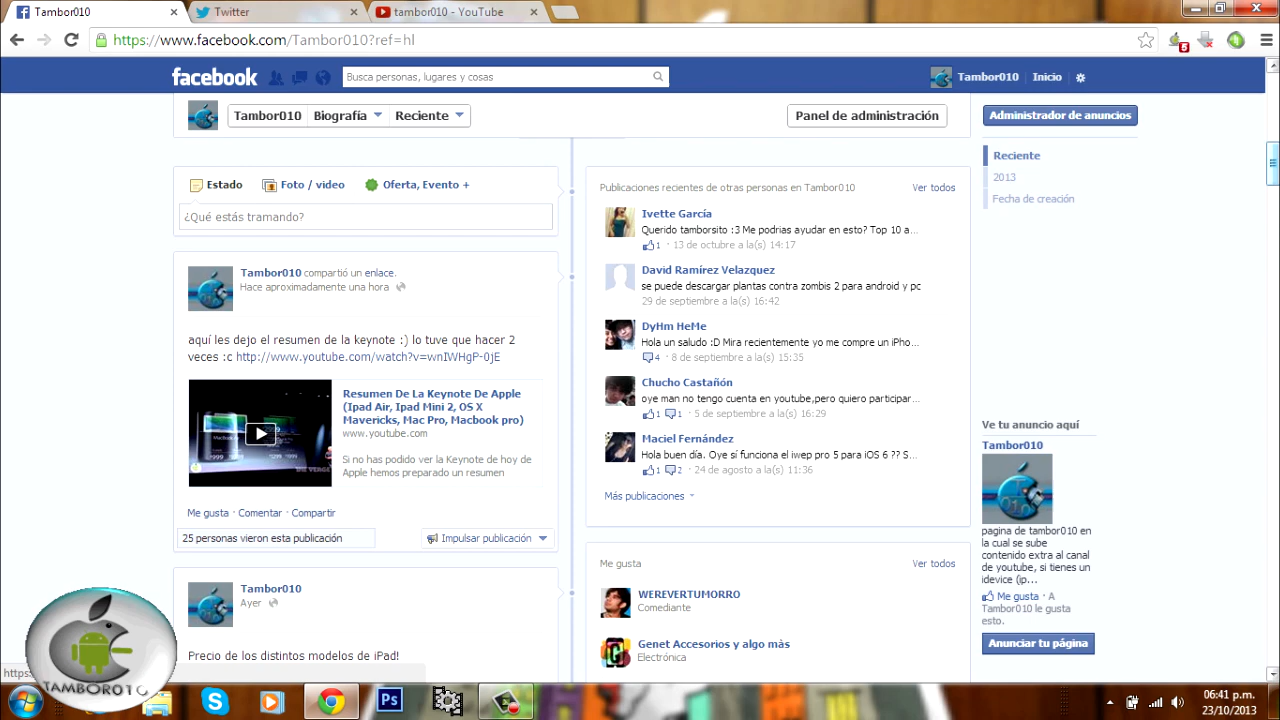 Tambor010
Twitter
tambor010 - YouTube
https://www.facebook.com/Tambor010?ref=hl
5
facebook
Busca personas, lugares y cosas
Tambor010
Inicio
Tambor010
Biografía
Reciente
Panel de administración
Administrador de anuncios
Reciente
2013
Fecha de creación
Estado
Foto / video
Oferta, Evento +
¿Qué estás tramando?
Tambor010 compartió un enlace.
Hace aproximadamente una hora
aquí les dejo el resumen de la keynote :) lo tuve que hacer 2
veces :c http://www.youtube.com/watch?v=wnIWHgP-0jE
Resumen De La Keynote De Apple
(Ipad Air, Ipad Mini 2, OS X
Mavericks, Mac Pro, Macbook pro)
www.youtube.com
Si no has podido ver la Keynote de hoy de
Apple hemos preparado un resumen
Me gusta · Comentar · Compartir
25 personas vieron esta publicación
Impulsar publicación
Tambor010
Ayer
Precio de los distintos modelos de iPad!
Publicaciones recientes de otras personas en Tambor010
Ver todos
Ivette García
Querido tamborsito :3 Me podrias ayudar en esto? Top 10 a...
1 · 13 de octubre a la(s) 14:17
David Ramírez Velazquez
se puede descargar plantas contra zombis 2 para android y pc
29 de septiembre a la(s) 16:42
DyHm HeMe
Hola un saludo :D Mira recientemente yo me compre un iPho...
4 · 8 de septiembre a la(s) 15:35
Chucho Castañón
oye man no tengo cuenta en youtube,pero quiero participar...
1 1 · 5 de septiembre a la(s) 16:29
Maciel Fernández
Hola buen día. Oye sí funciona el iwep pro 5 para iOS 6 ?? S...
1 2 · 24 de agosto a la(s) 11:36
Más publicaciones
Me gusta
Ver todos
WEREVERTUMORRO
Comediante
Genet Accesorios y algo màs
Electrónica
Ve tu anuncio aquí
Tambor010
pagina de tambor010 en
la cual se sube
contenido extra al canal
de youtube, si tienes un
idevice (ip...
Me gusta · A
Tambor010 le gusta
esto.
Anunciar tu página
https:
TAMBOR010
Ps
06:41 p.m.
23/10/2013